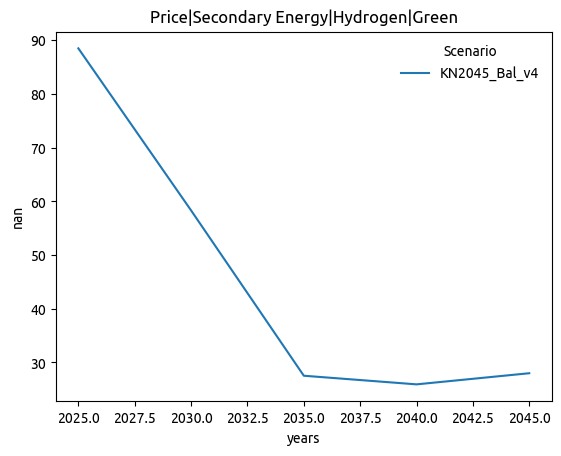 Price|Secondary Energy|Hydrogen|Green
90
80
70
60
50
40
30
nan
Scenario
KN2045_Bal_v4
2025.0 2027.5 2030.0 2032.5 2035.0 2037.5 2040.0 2042.5 2045.0
years